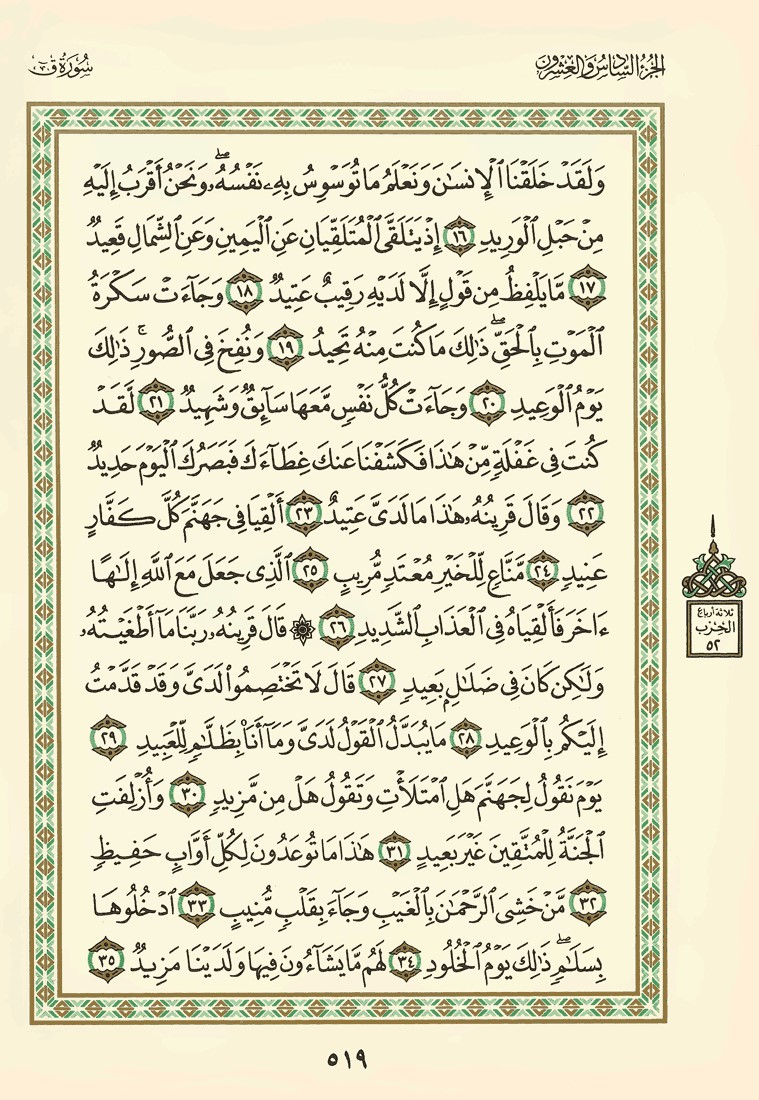 الجزء السادس والعشرون
سورة ق
وَلَقَدْ خَلَقْنَا ٱلْإِنسَٰنَ وَنَعْلَمُ مَا تُوَسْوِسُ بِهِۦ نَفْسُهُۥۖ وَنَحْنُ أَقْرَبُ إِلَيْهِ
مِنْ حَبْلِ ٱلْوَرِيدِ ١٦ إِذْ يَتَلَقَّى ٱلْمُتَلَقِّيَانِ عَنِ ٱلْيَمِينِ وَعَنِ ٱلشِّمَالِ قَعِيدٌ
١٧ مَّا يَلْفِظُ مِن قَوْلٍ إِلَّا لَدَيْهِ رَقِيبٌ عَتِيدٌ ١٨ وَجَآءَتْ سَكْرَةُ
ٱلْمَوْتِ بِٱلْحَقِّۖ ذَٰلِكَ مَا كُنتَ مِنْهُ تَحِيدُ ١٩ وَنُفِخَ فِى ٱلصُّورِۚ ذَٰلِكَ
يَوْمُ ٱلْوَعِيدِ ٢٠ وَجَآءَتْ كُلُّ نَفْسٍ مَّعَهَا سَآئِقٌ وَشَهِيدٌ ٢١ لَّقَدْ
كُنتَ فِى غَفْلَةٍ مِّنْ هَٰذَا فَكَشَفْنَا عَنكَ غِطَآءَكَ فَبَصَرُكَ ٱلْيَوْمَ حَدِيدٌ
٢٢ وَقَالَ قَرِينُهُۥ هَٰذَا مَا لَدَىَّ عَتِيدٌ ٢٣ أَلْقِيَا فِى جَهَنَّمَ كُلَّ كَفَّارٍ
عَنِيدٍ ٢٤ مَّنَّاعٍ لِّلْخَيْرِ مُعْتَدٍ مُّرِيبٍ ٢٥ ٱلَّذِى جَعَلَ مَعَ ٱللَّهِ إِلَٰهًا
ءَاخَرَ فَأَلْقِيَاهُ فِى ٱلْعَذَابِ ٱلشَّدِيدِ ٢٦ ۞ قَالَ قَرِينُهُۥ رَبَّنَا مَآ أَطْغَيْتُهُۥ
وَلَٰكِن كَانَ فِى ضَلَٰلٍۭ بَعِيدٍ ٢٧ قَالَ لَا تَخْتَصِمُوا۟ لَدَىَّ وَقَدْ قَدَّمْتُ
إِلَيْكُم بِٱلْوَعِيدِ ٢٨ مَا يُبَدَّلُ ٱلْقَوْلُ لَدَىَّ وَمَآ أَنَا۠ بِظَلَّٰمٍ لِّلْعَبِيدِ ٢٩
يَوْمَ نَقُولُ لِجَهَنَّمَ هَلِ ٱمْتَلَأْتِ وَتَقُولُ هَلْ مِن مَّزِيدٍ ٣٠ وَأُزْلِفَتِ
ٱلْجَنَّةُ لِلْمُتَّقِينَ غَيْرَ بَعِيدٍ ٣١ هَٰذَا مَا تُوعَدُونَ لِكُلِّ أَوَّابٍ حَفِيظٍ
٣٢ مَّنْ خَشِىَ ٱلرَّحْمَٰنَ بِٱلْغَيْبِ وَجَآءَ بِقَلْبٍ مُّنِيبٍ ٣٣ ٱدْخُلُوهَا
بِسَلَٰمٍۖ ذَٰلِكَ يَوْمُ ٱلْخُلُودِ ٣٤ لَهُم مَّا يَشَآءُونَ فِيهَا وَلَدَيْنَا مَزِيدٌ ٣٥
ثلاثة أرباع
الحزب
٥٢
٥١٩